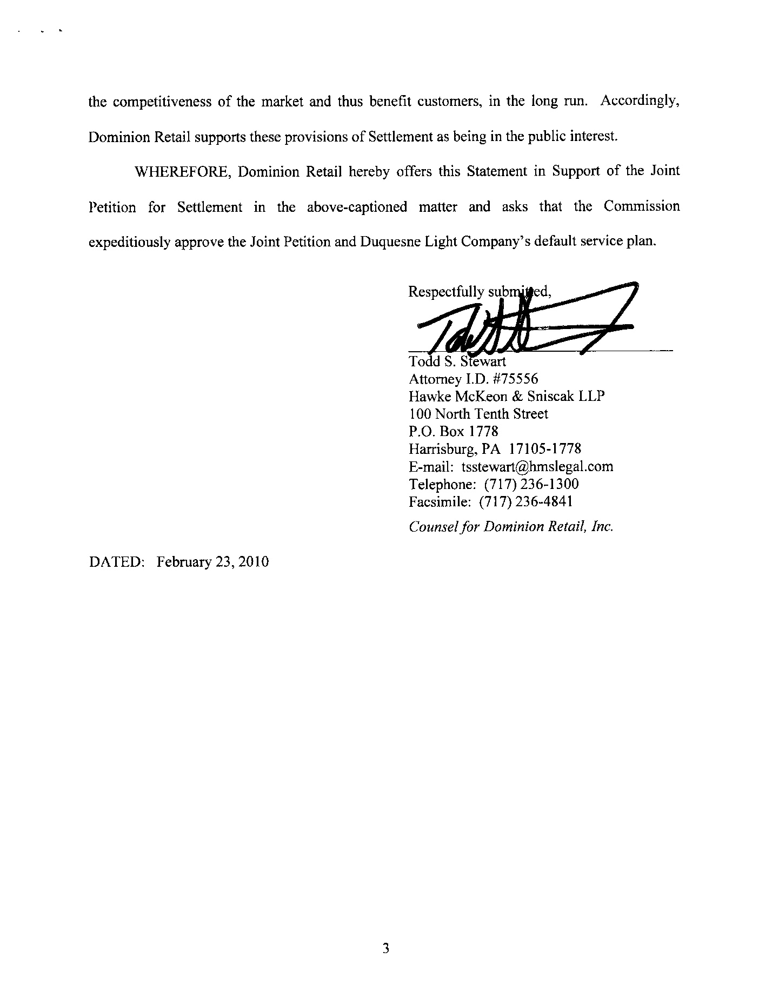 the competitiveness of the market and thus benefit customers, in the long run. Accordingly,
Dominion Retail supports these provisions of Settlement as being in the public interest.
WHEREFORE, Dominion Retail hereby offers this Statement in Support of the Joint
Petition for Settlement in the above-captioned matter and asks that the Commission
expeditiously approve the Joint Petition and Duquesne Light Company's default service plan.
Respectfully submitted,
Todd S. Stewart
Attorney I.D. #75556
Hawke McKeon & Sniscak LLP
100 North Tenth Street
P.O. Box 1778
Harrisburg, PA 17105-1778
E-mail: tsstewart@hmslegal.com
Telephone: (717) 236-1300
Facsimile: (717) 236-4841
Counsel for Dominion Retail, Inc.
DATED: February 23, 2010
3